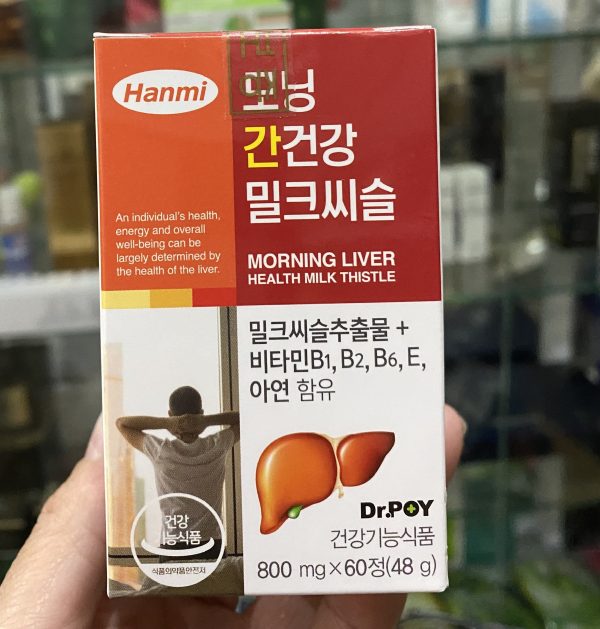 Hanmi
모닝
간건강
밀크씨슬
An individual's health,
energy and overall
well-being can be
largely determined by
the health of the liver.
MORNING LIVER
HEALTH MILK THISTLE
밀크씨슬추출물 +
비타민B1, B2, B6, E,
아연 함유
건강
기능식품
식품의약품안전처
Dr.POY
건강기능식품
800 mg×60정(48 g)